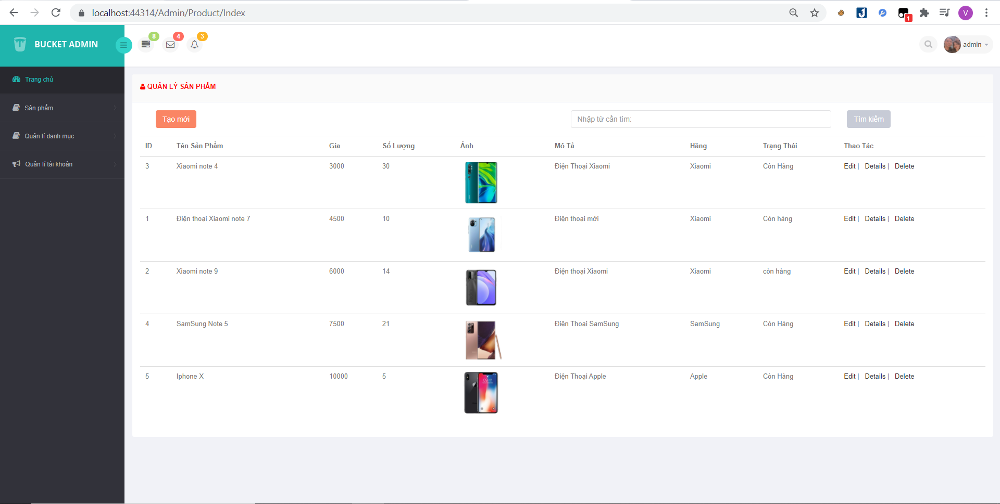 localhost:44314/Admin/Product/Index
1
V
BUCKET ADMIN
8
4
3
admin
Trang chủ
Sản phẩm
Quản lí danh mục
Quản lí tài khoản
QUẢN LÝ SẢN PHẨM
Tạo mới
Nhập từ cần tìm:
Tìm kiếm
ID Tên Sản Phẩm Gía Số Lượng Ảnh Mô Tả Hãng Trạng Thái Thao Tác
3 Xiaomi note 4 3000 30 Điện Thoại Xiaomi Xiaomi Còn Hàng Edit | Details | Delete
1 Điện thoại Xiaomi note 7 4500 10 Điện thoại mới Xiaomi Còn hàng Edit | Details | Delete
2 Xiaomi note 9 6000 14 Điện thoại Xiaomi Xiaomi còn hàng Edit | Details | Delete
4 SamSung Note 5 7500 21 Điện Thoại SamSung SamSung Còn Hàng Edit | Details | Delete
5 Iphone X 10000 5 Điện Thoại Apple Apple Còn Hàng Edit | Details | Delete
09:41